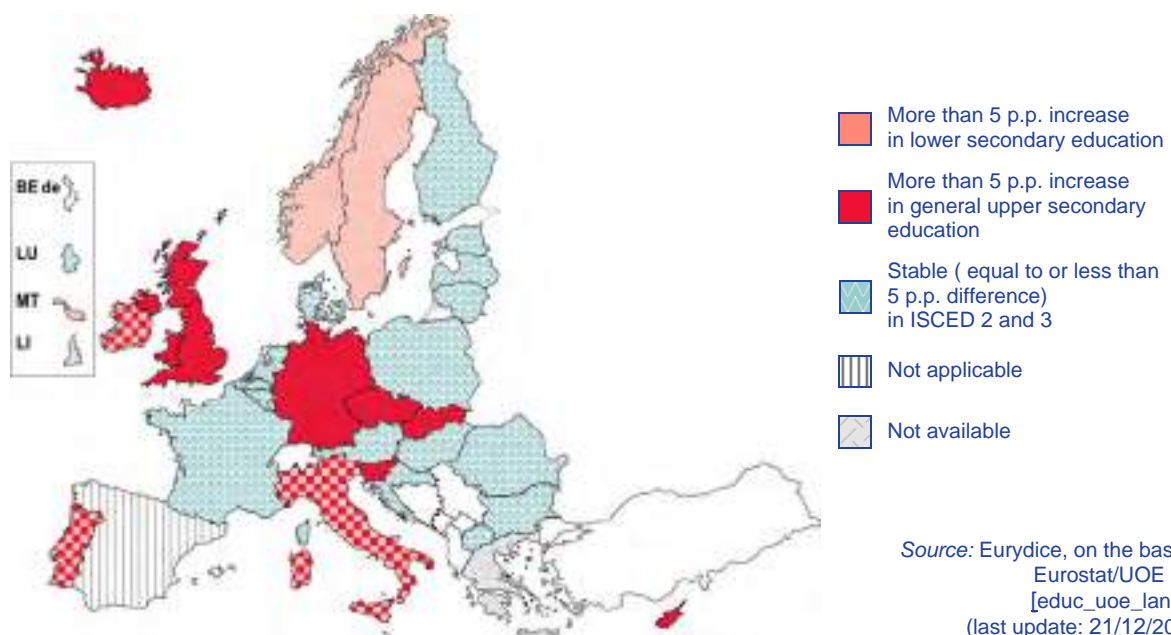 BE de
LU
MT
LI
More than 5 p.p. increase
in lower secondary education
More than 5 p.p. increase
in general upper secondary
education
Stable ( equal to or less than
5 p.p. difference)
in ISCED 2 and 3
Not applicable
Not available
Source: Eurydice, on the bas
Eurostat/UOE
[educ_uoe_lan
(last update: 21/12/20